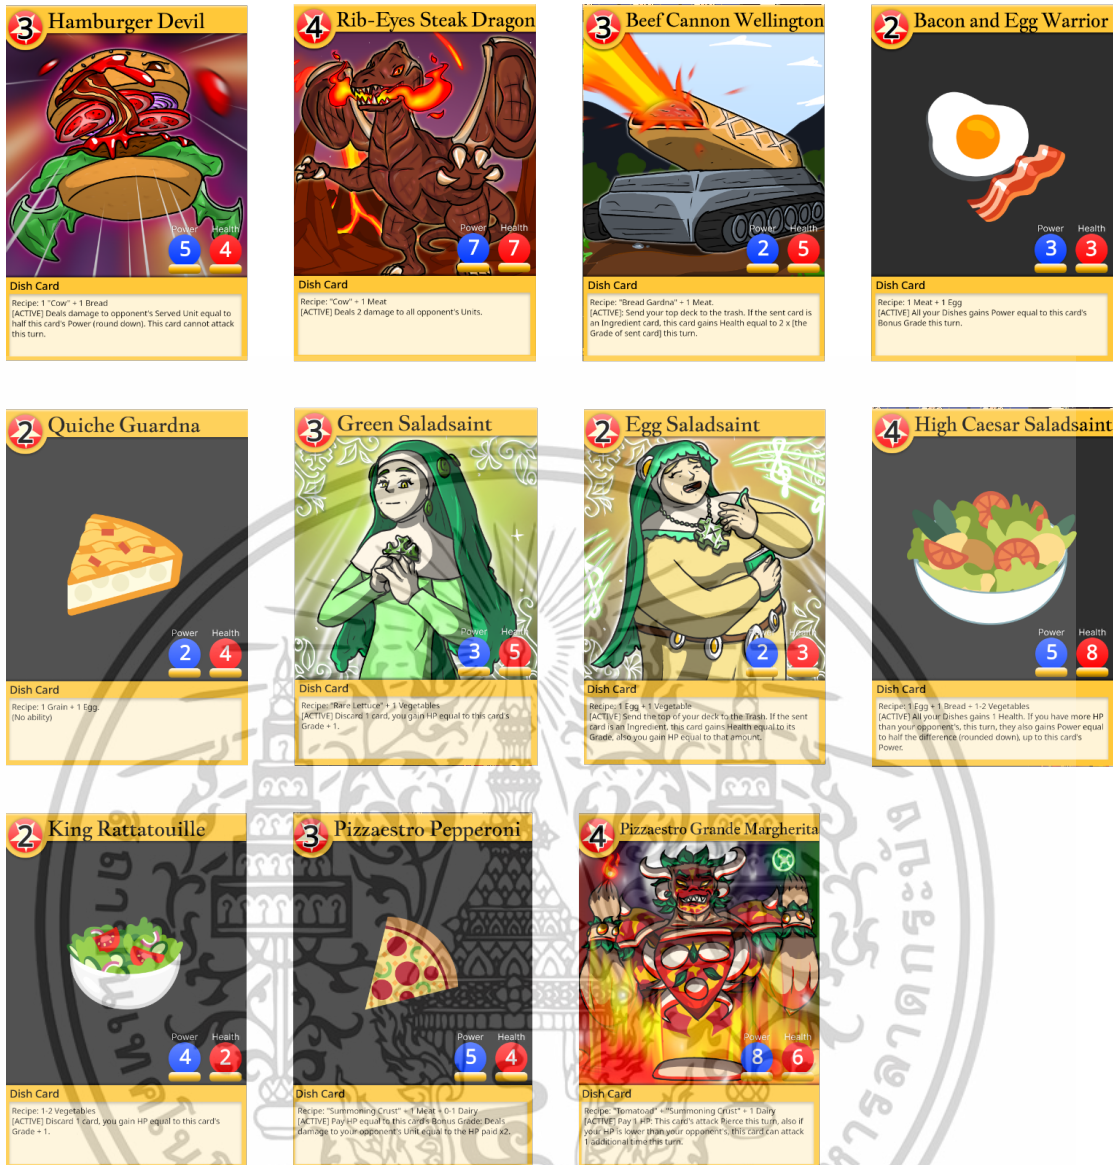 3 Hamburger Devil
Power Health
5 4
Dish Card
Recipe: 1 "Cow" + 1 Bread
[ACTIVE] Deals damage to opponent's Served Unit equal to
half this card's Power (round down). This card cannot attack
this turn.
4 Rib-Eyes Steak Dragon
Power Health
7 7
Dish Card
Recipe: "Cow" + 1 Meat
[ACTIVE] Deals 2 damage to all opponent's Units.
3 Beef Cannon Wellington
Power Health
2 5
Dish Card
Recipe: "Bread Gardna" + 1 Meat.
[ACTIVE]: Send your top deck to the trash. If the sent card is
an Ingredient card, this card gains Health equal to 2 x [the
Grade of sent card] this turn.
2 Bacon and Egg Warrior
Power Health
3 3
Dish Card
Recipe: 1 Meat + 1 Egg
[ACTIVE] All your Dishes gains Power equal to this card's
Bonus Grade this turn.
2 Quiche Guardna
Power Health
2 4
Dish Card
Recipe: 1 Grain + 1 Egg.
(No ability)
3 Green Saladsaint
Power Health
3 5
Dish Card
Recipe: "Rare Lettuce" + 1 Vegetables
[ACTIVE] Discard 1 card, you gain HP equal to this card's
Grade + 1.
2 Egg Saladsaint
2 3
Dish Card
Recipe: 1 Egg + 1 Vegetable
[ACTIVE] Send the top of your deck to the Trash. If the sent
card is an Ingredient, this card gains Health equal to its
Grade, also you gain HP equal to that amount.
4 High Caesar Saladsaint
Power Health
5 8
Dish Card
Recipe: 1 Egg + 1 Bread + 1-2 Vegetables
[ACTIVE] All your Dishes gains 1 Health. If you have more HP
than your opponent's, this turn, they also gains Power equal
to half the difference (rounded down), up to this card's
Power.
2 King Rattatouille
Power Health
4 2
Dish Card
Recipe: 1-2 Vegetables
[ACTIVE] Discard 1 card, you gain HP equal to this card's
Grade + 1.
3 Pizzaestro Pepperoni
Power Health
5 4
Dish Card
Recipe: "Summoning Crust" + 1 Meat + 0-1 Dairy
[ACTIVE] Pay HP equal to this card's Bonus Grade: Deals
damage to your opponent's Unit equal to the HP paid x2.
4 Pizzaestro Grande Margherita
Power Health
8 6
Dish Card
Recipe: "Tomatoad" + "Summoning Crust" + 1 Dairy
[ACTIVE] Pay 1 HP: This card's attack Pierce this turn, also if
your HP is lower than your opponent's, this card can attack
1 additional time this turn.